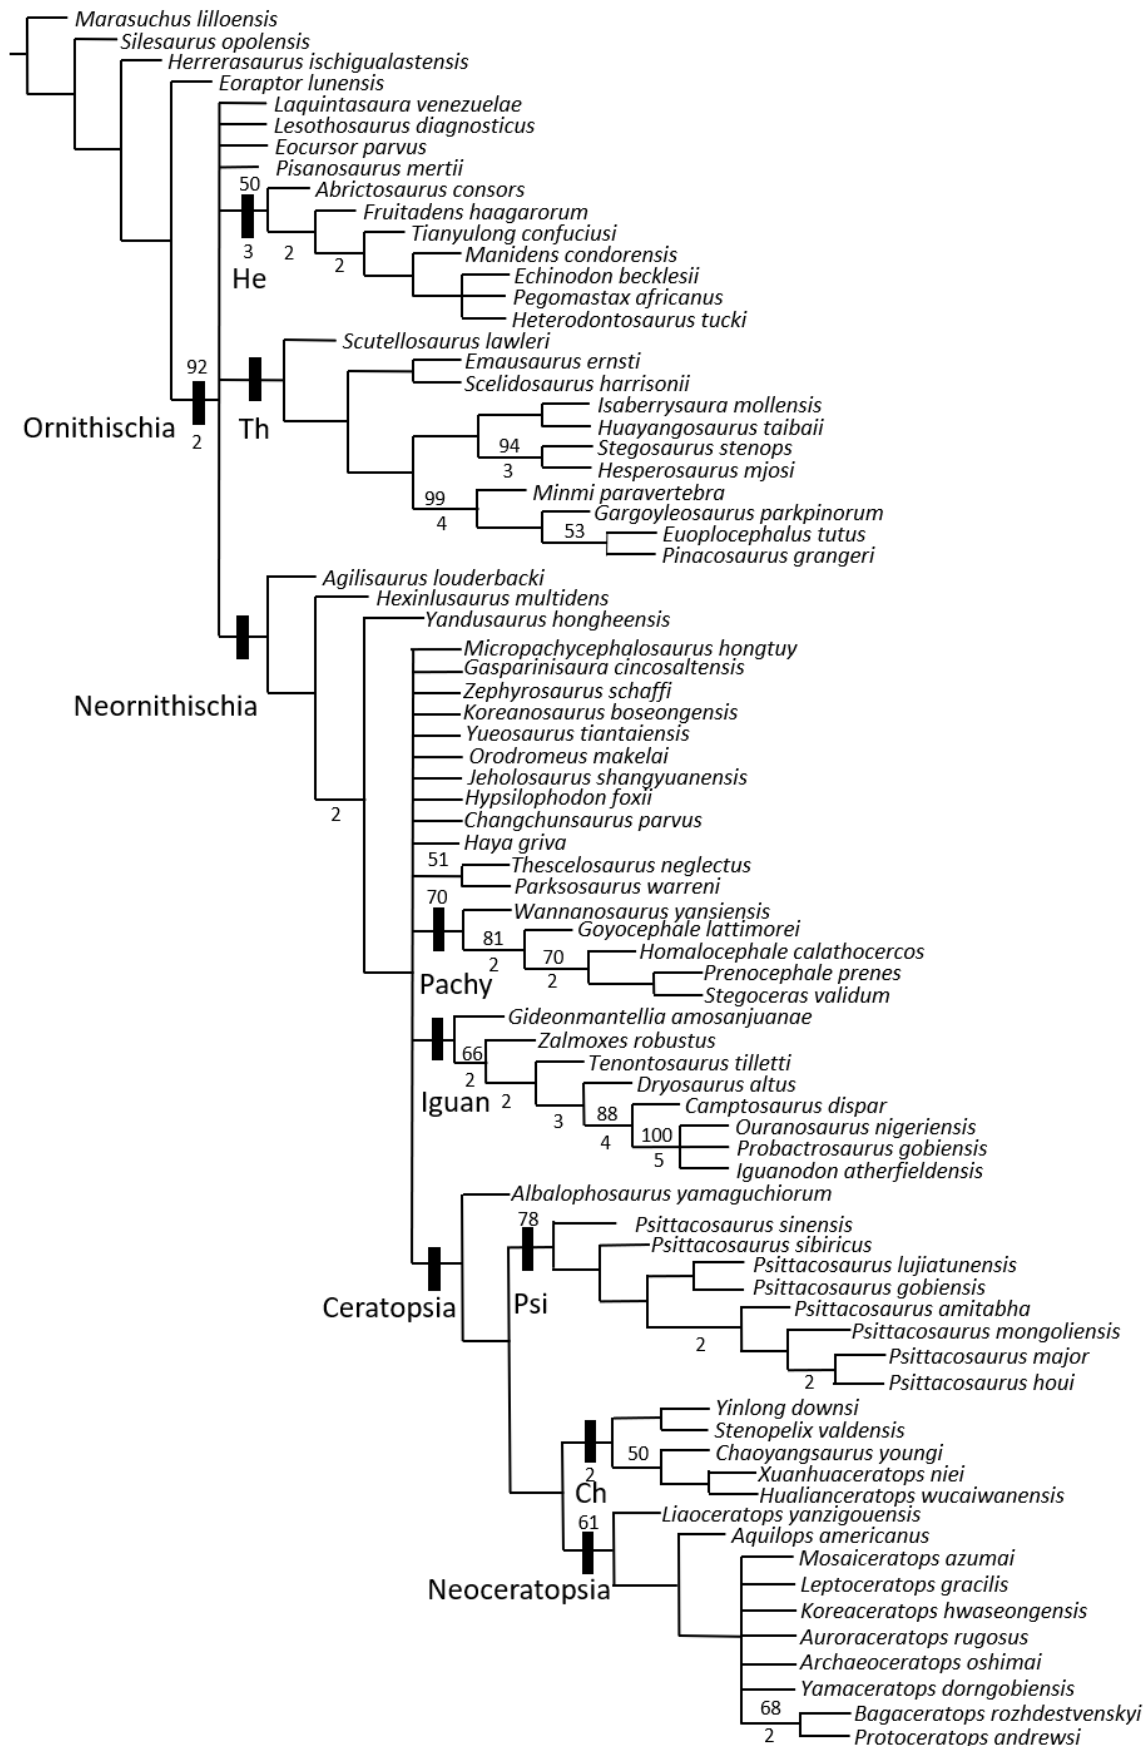 Marasuchus lilloensis
Silesaurus opolensis
Herrerasaurus ischigualastensis
Eoraptor lunensis
Laquintasaura venezuelae
Lesothosaurus diagnosticus
Eocursor parvus
Pisanosaurus mertii
50
Abrictosaurus consors
Fruitadens haagarorum
Tianyulong confuciusi
3
2
2
Manidens condorensis
He
Echinodon becklesii
Pegomastax africanus
Heterodontosaurus tucki
Scutellosaurus lawleri
Emausaurus ernsti
92
Scelidosaurus harrisonii
Isaberrysaura mollensis
Ornithischia
Th
Huayangosaurus taibaii
2
94
Stegosaurus stenops
3
Hesperosaurus mjosi
99
Minmi paravertebra
4
Gargoyleosaurus parkpinorum
53
Euoplocephalus tutus
Pinacosaurus grangeri
Agilisaurus louderbacki
Hexinlusaurus multidens
Yandusaurus hongheensis
Micropachycephalosaurus hongtuy
Gasparinisaura cincosaltensis
Zephyrosaurus schaffi
Neornithischia
Koreanosaurus boseongensis
Yueosaurus tiantaiensis
Orodromeus makelai
Jeholosaurus shangyuanensis
Hypsilophodon foxii
2
Changchunsaurus parvus
Haya griva
51
Thescelosaurus neglectus
Parksosaurus warreni
70
Wannanosaurus yansiensis
Goyocephale lattimorei
81
2
70
Homalocephale calathocercos
2
Prenocephale prenes
Pachy
Stegoceras validum
Gideonmantellia amosanjuanae
Zalmoxes robustus
66
Tenontosaurus tilletti
2
Dryosaurus altus
Iguan
2
88
Camptosaurus dispar
3
4
Ouranosaurus nigeriensis
100
Probactrosaurus gobiensis
5
Iguanodon atherfieldensis
Albalophosaurus yamaguchiorum
78
Psittacosaurus sinensis
Psittacosaurus sibiricus
Psittacosaurus lujiatunensis
Psittacosaurus gobiensis
Ceratopsia
Psi
Psittacosaurus amitabha
Psittacosaurus mongoliensis
2
Psittacosaurus major
2
Psittacosaurus houi
Yinlong downsi
Stenopelix valdensis
50
Chaoyangsaurus youngi
2
Xuanhuaceratops niei
Ch
Hualianceratops wucaiwanensis
61
Liaoceratops yanzigouensis
Aquilops americanus
Mosaiceratops azumai
Neoceratopsia
Leptoceratops gracilis
Koreaceratops hwaseongensis
Auroraceratops rugosus
Archaeoceratops oshimai
Yamaceratops dorngobiensis
68
Bagaceratops rozhdestvenskyi
2
Protoceratops andrewsi